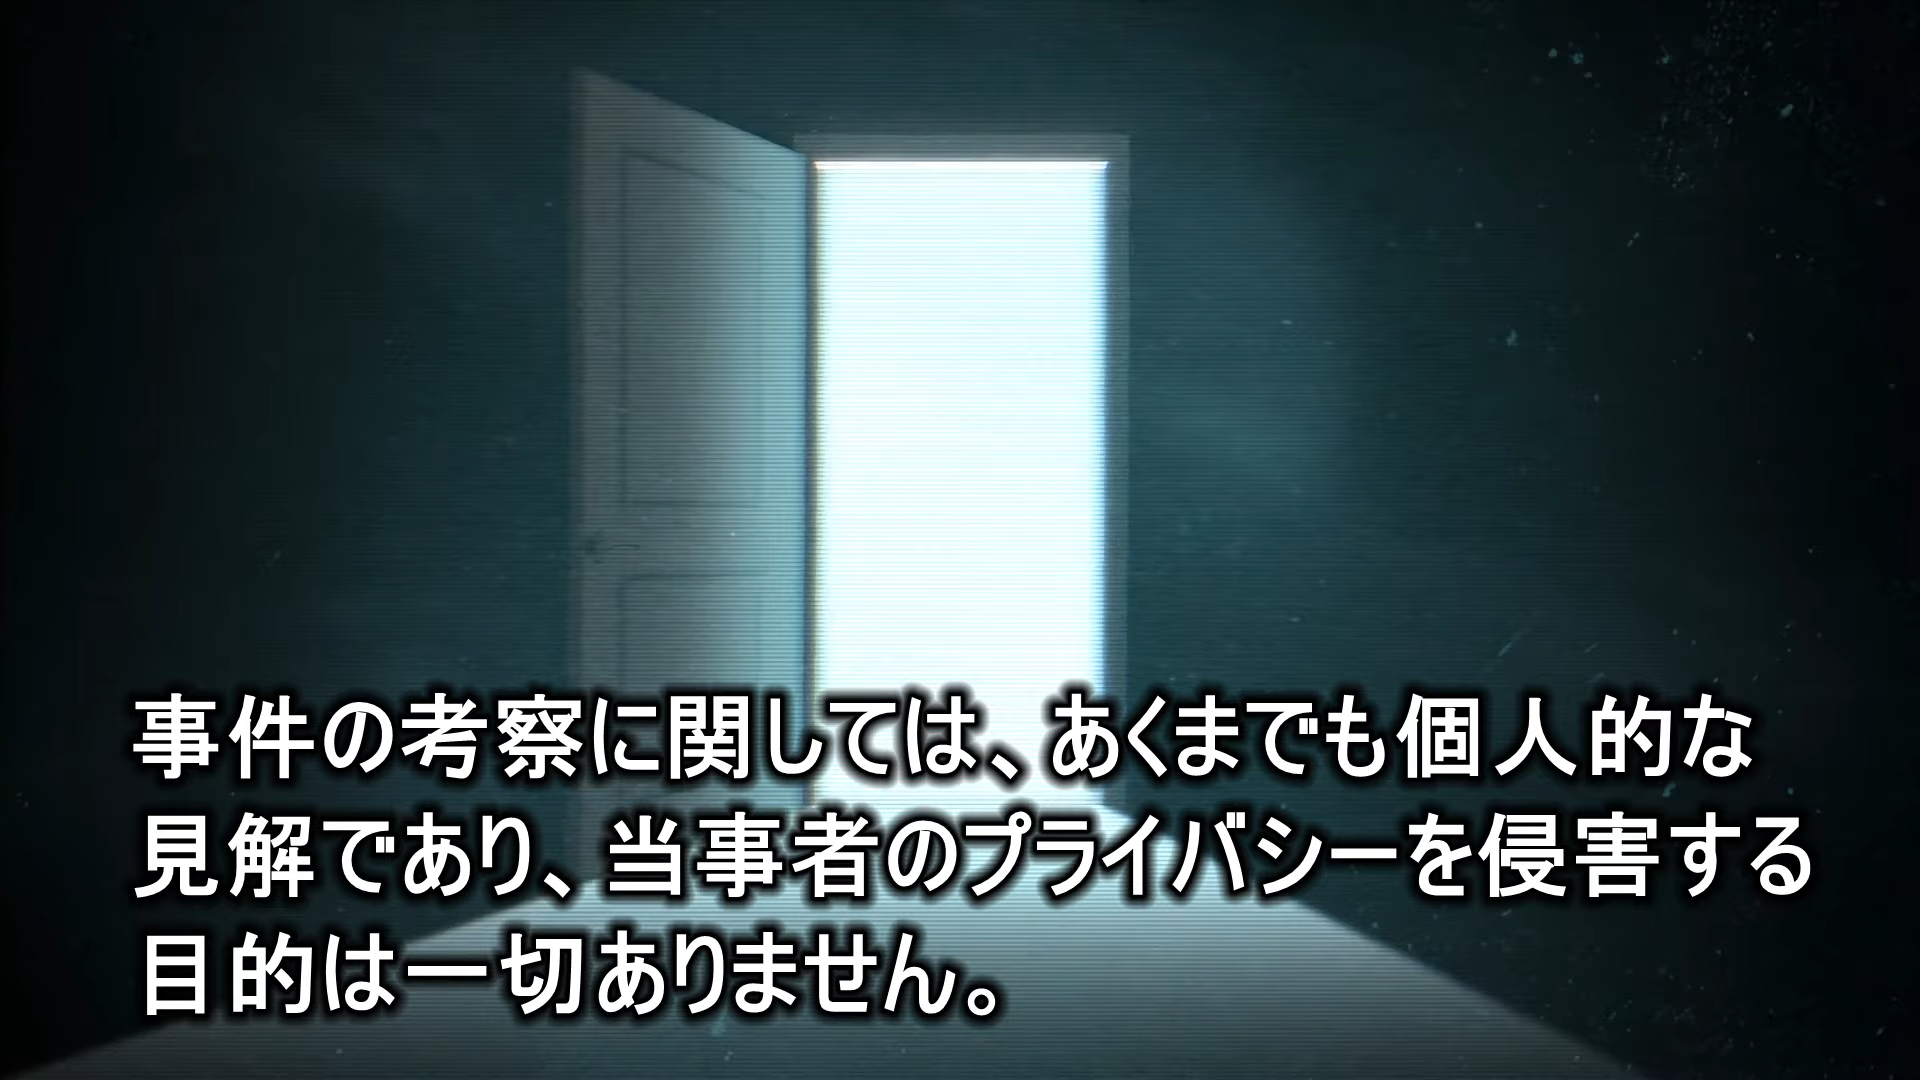 事件の考察に関しては、あくまでも個人的な
見解であり、当事者のプライバシーを侵害する
目的は一切ありません。